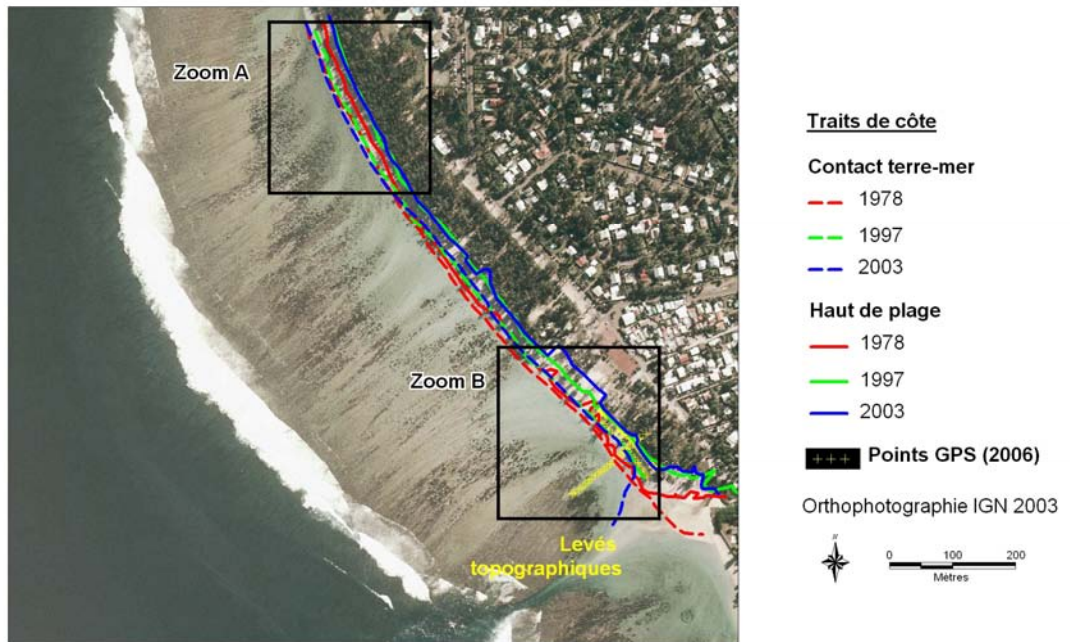 Zoom A
Zoom B
Levés
topographiques
Traits de côte
Contact terre-mer
1978
1997
2003
Haut de plage
1978
1997
2003
+++ Points GPS (2006)
Orthophotographie IGN 2003
N
0 100 200
Mètres